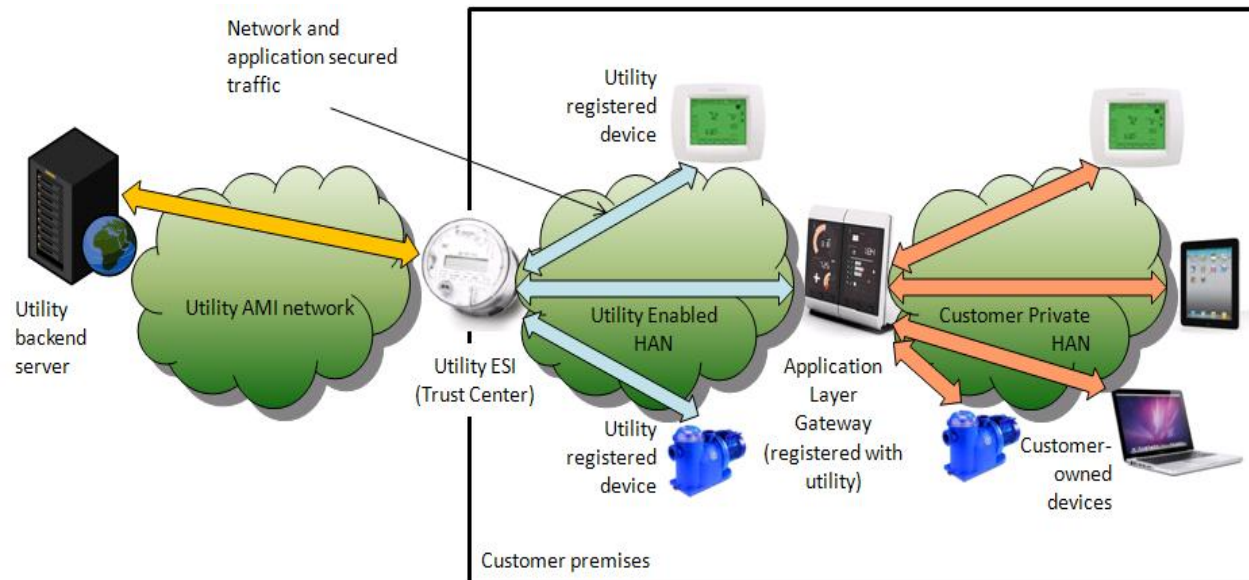 Network and
application secured
traffic
Utility
registered
device
Utility
backend
server
Utility AMI network
Utility ESI
(Trust Center)
Utility Enabled
HAN
Utility
registered
device
Application
Layer
Gateway
(registered with
utility)
Customer Private
HAN
Customer-
owned
devices
Customer premises